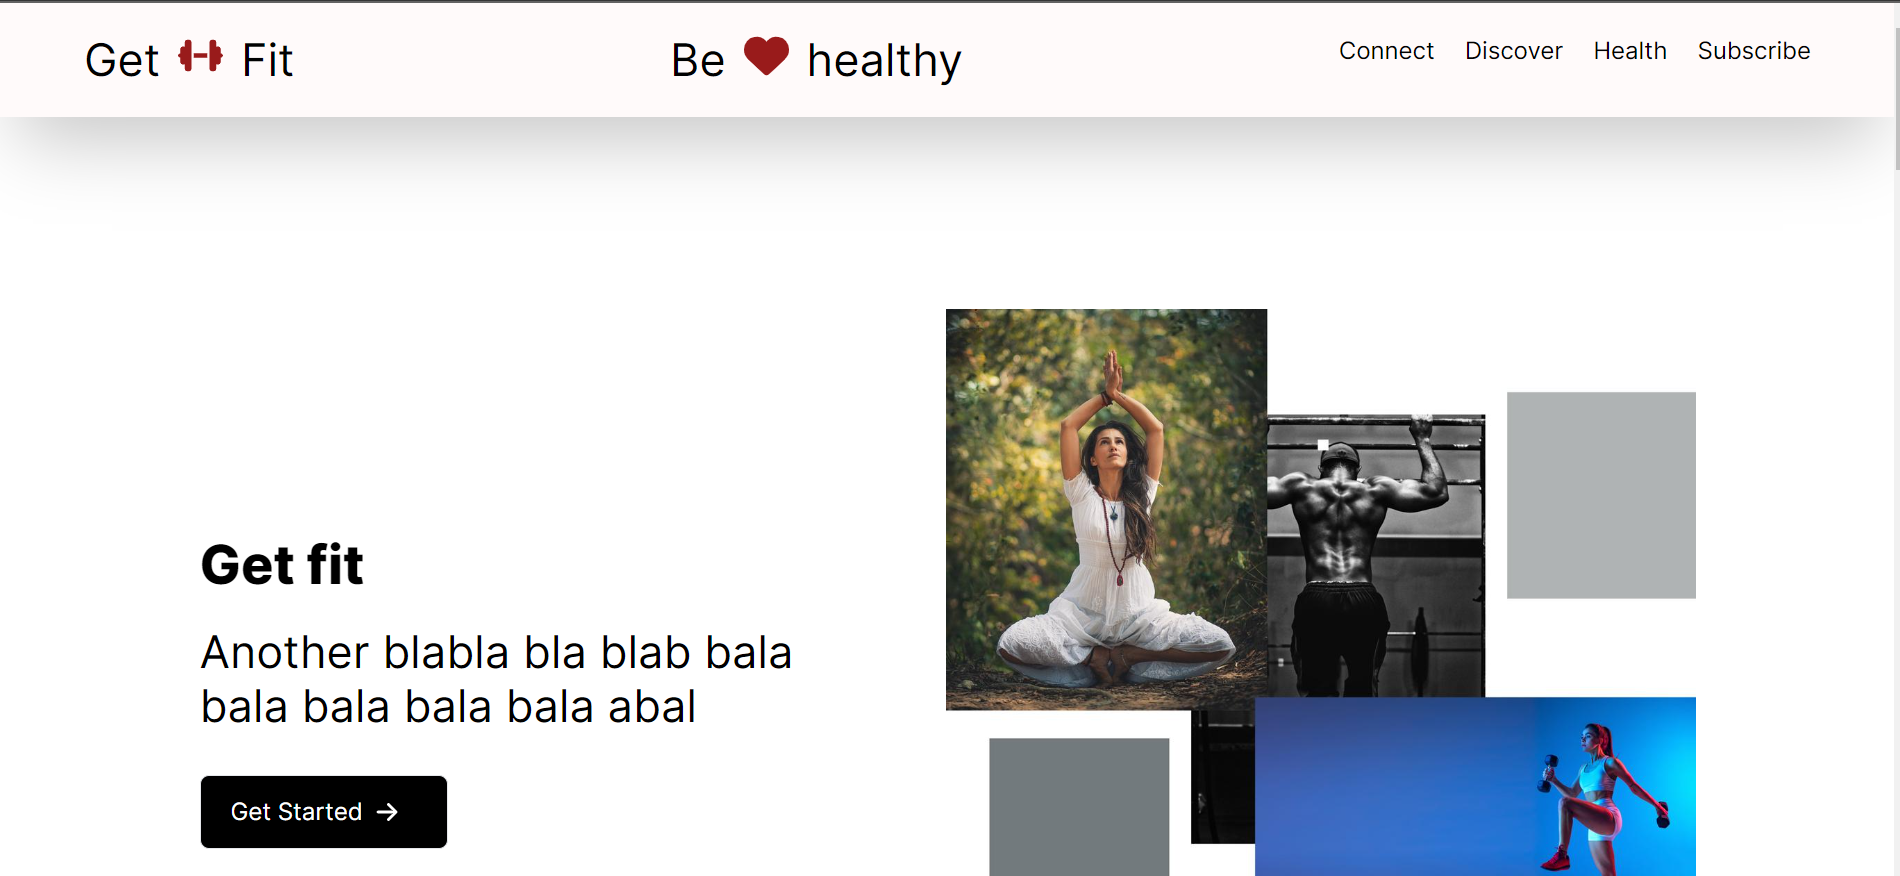 Get Fit
Be healthy
Connect Discover Health Subscribe
Get fit
Another blabla bla blab bala
bala bala bala bala abal
Get Started